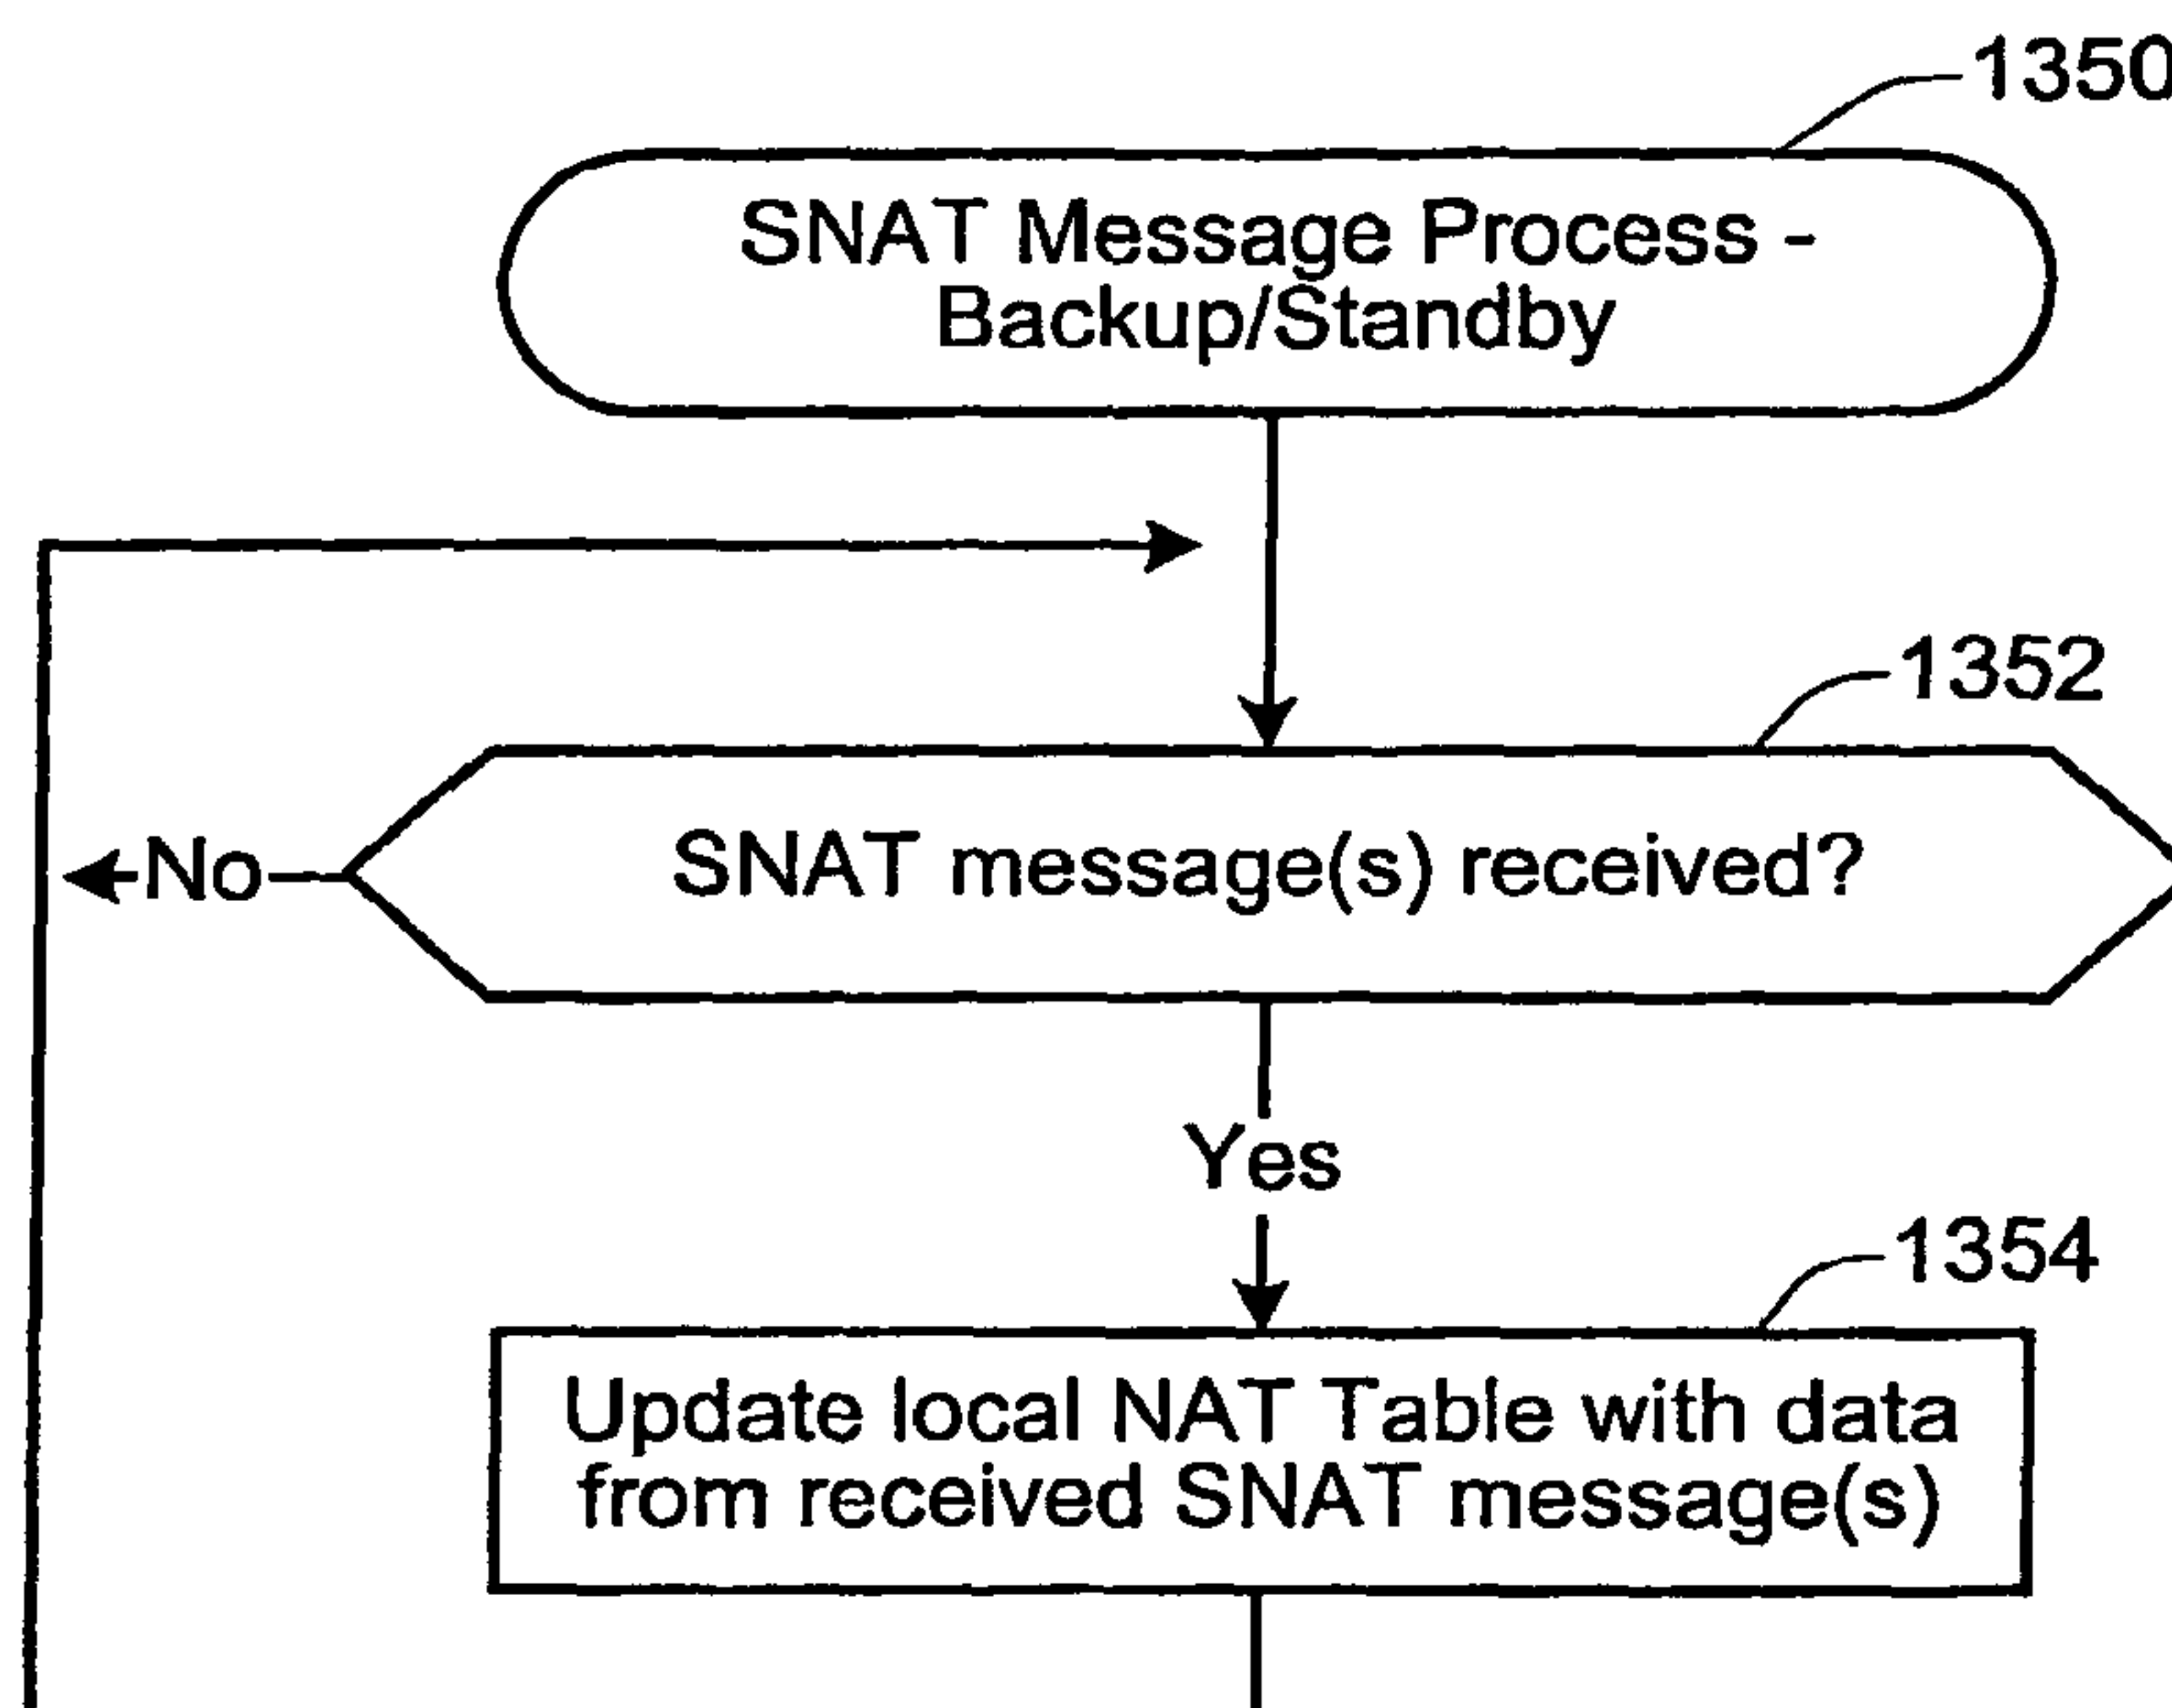 1350
SNAT Message Process -
Backup/Standby
1352
No
SNAT message(s) received?
Yes
1354
Update local NAT Table with data
from received SNAT message(s)